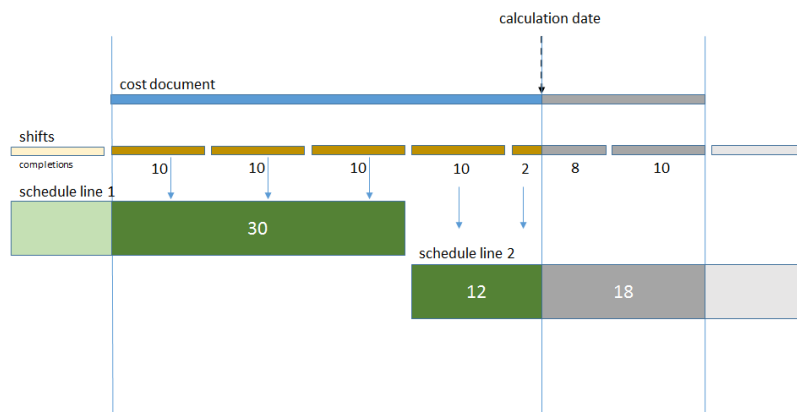 calculation date
cost document
shifts
completions
10 10 10 10 2 8 10
schedule line 1
30
schedule line 2
12 18